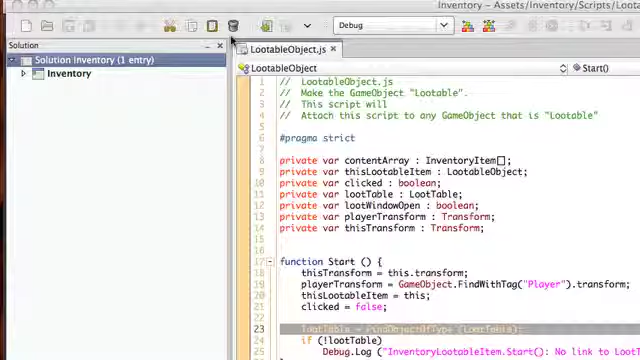 Inventory – Assets/Inventory/Scripts/Loot
Debug
Solution
LootableObject.js
Solution Inventory (1 entry)
Inventory
LootableObject
Start()
1 // LootableObject.js
2 // Make the GameObject "Lootable".
3 // This script will
4 // Attach this script to any GameObject that is "Lootable"
5
6 #pragma strict
7
8 private var contentArray : InventoryItem[];
9 private var thisLootableItem : LootableObject;
10 private var clicked : boolean;
11 private var lootTable : LootTable;
12 private var lootWindowOpen : boolean;
13 private var playerTransform : Transform;
14 private var thisTransform : Transform;
15
16
17 function Start () {
18 thisTransform = this.transform;
19 playerTransform = GameObject.FindWithTag("Player").transform;
20 thisLootableItem = this;
21 clicked = false;
22
23 lootTable = FindObjectOfType (LootTable);
24 if (!lootTable)
Debug.Log ("InventoryLootableItem.Start(): No link to Loot